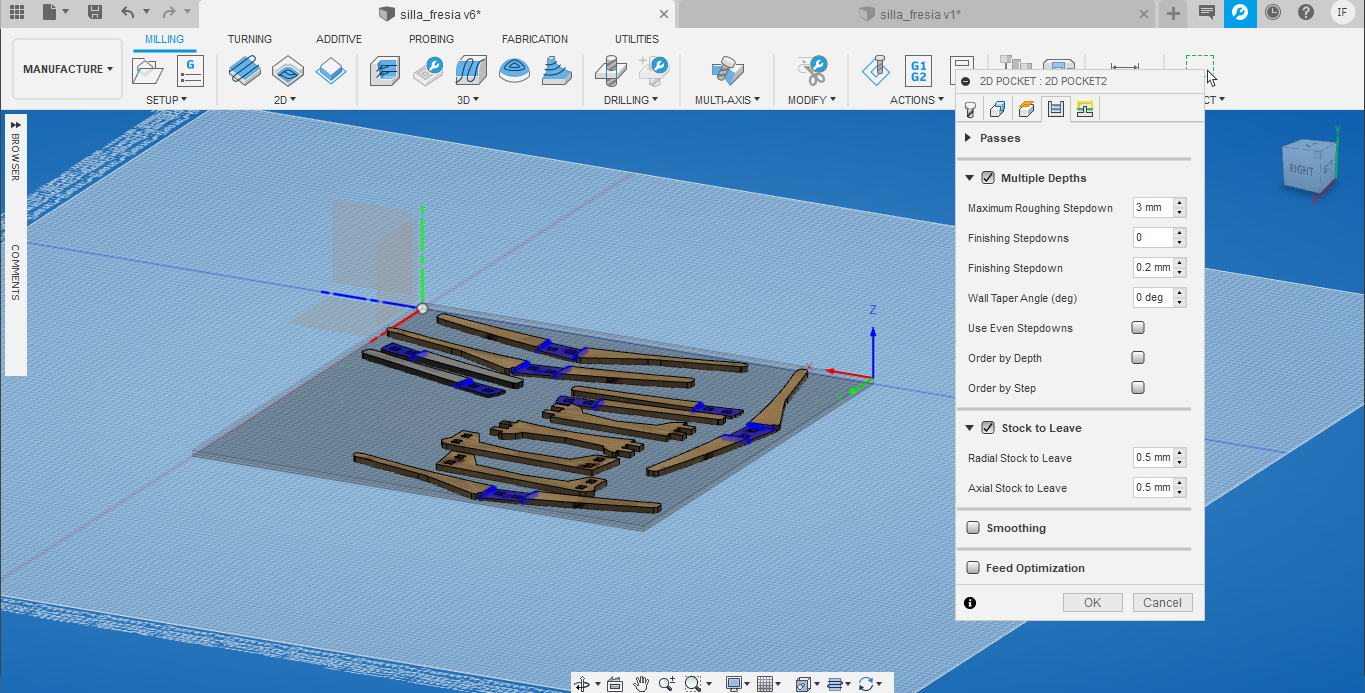 silla_fresia v6*
silla_fresia v1*
IF
MILLING
TURNING
ADDITIVE
PROBING
FABRICATION
UTILITIES
MANUFACTURE
G
G1
G2
SETUP
2D
3D
DRILLING
MULTI-AXIS
MODIFY
ACTIONS
CT
BROWSER
COMMENTS
2D POCKET : 2D POCKET2
Passes
Multiple Depths
Maximum Roughing Stepdown 3 mm
Finishing Stepdowns 0
Finishing Stepdown 0.2 mm
Wall Taper Angle (deg) 0 deg
Use Even Stepdowns
Order by Depth
Order by Step
Stock to Leave
Radial Stock to Leave 0.5 mm
Axial Stock to Leave 0.5 mm
Smoothing
Feed Optimization
OK Cancel
Y
RIGHT
X
Z
X